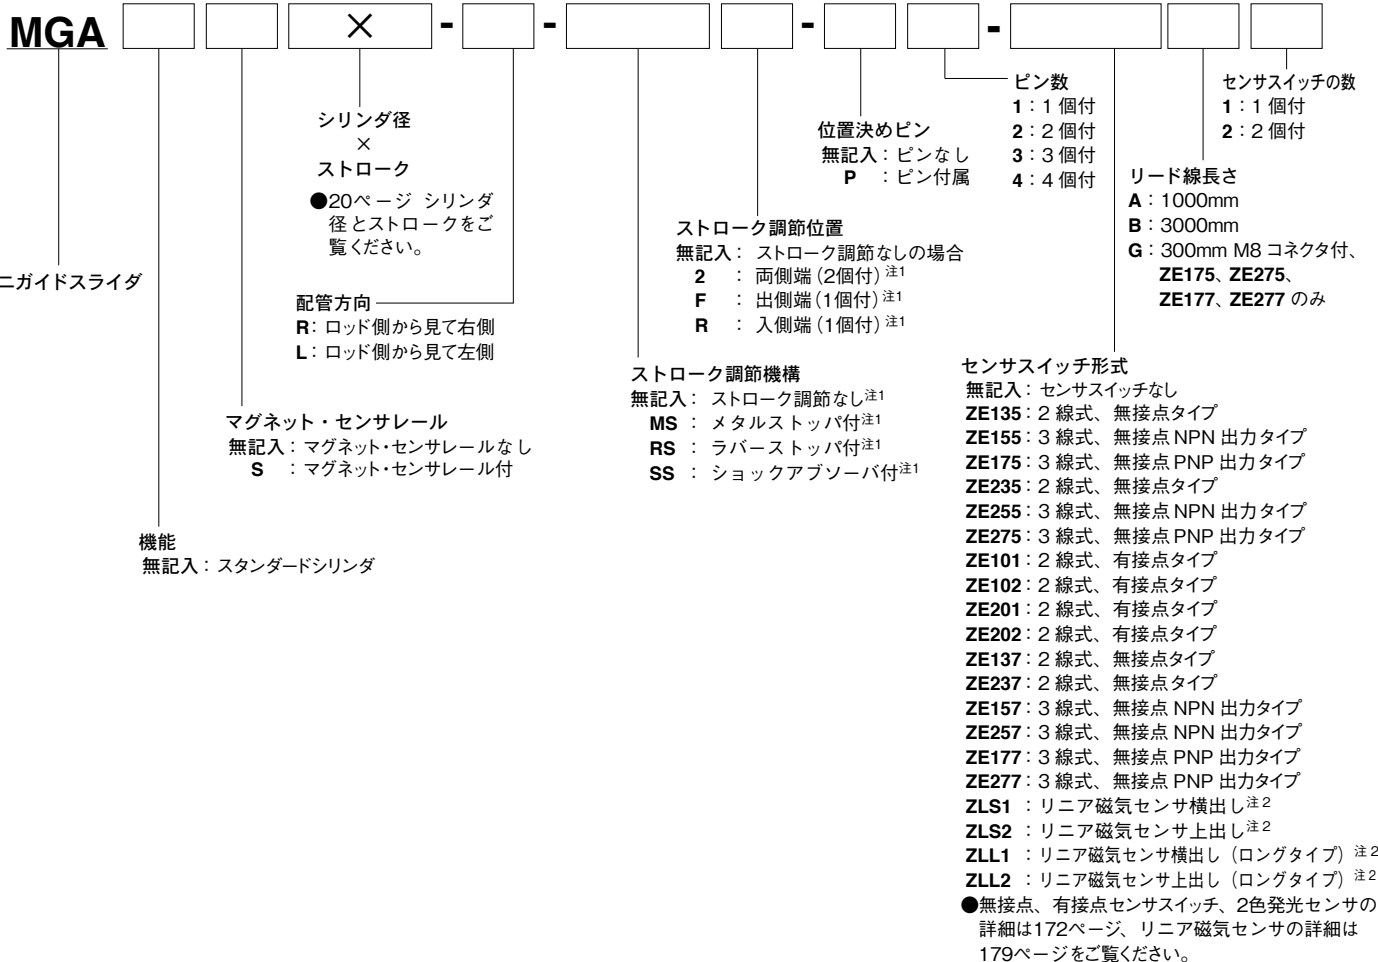 MGA × - - - -
シリンダ径
×
ストローク
●20ページ シリンダ
径とストロークをご
覧ください。
ニガイドスライダ
配管方向
R：ロッド側から見て右側
L：ロッド側から見て左側
マグネット・センサレール
無記入：マグネット・センサレールなし
S ：マグネット・センサレール付
機能
無記入：スタンダードシリンダ
位置決めピン
無記入：ピンなし
P ：ピン付属
ピン数
1：1 個付
2：2 個付
3：3 個付
4：4 個付
センサスイッチの数
1：1 個付
2：2 個付
リード線長さ
A：1000mm
B：3000mm
G：300mm M8 コネクタ付、
ZE175、ZE275、
ZE177、ZE277 のみ
ストローク調節位置
無記入： ストローク調節なしの場合
2 ： 両側端（2個付）注1
F ： 出側端（1個付）注1
R ： 入側端（1個付）注1
ストローク調節機構
無記入： ストローク調節なし注1
MS ： メタルストッパ付注1
RS ： ラバーストッパ付注1
SS ： ショックアブソーバ付注1
センサスイッチ形式
無記入：センサスイッチなし
ZE135：2 線式、無接点タイプ
ZE155：3 線式、無接点 NPN 出力タイプ
ZE175：3 線式、無接点 PNP 出力タイプ
ZE235：2 線式、無接点タイプ
ZE255：3 線式、無接点 NPN 出力タイプ
ZE275：3 線式、無接点 PNP 出力タイプ
ZE101：2 線式、有接点タイプ
ZE102：2 線式、有接点タイプ
ZE201：2 線式、有接点タイプ
ZE202：2 線式、有接点タイプ
ZE137：2 線式、無接点タイプ
ZE237：2 線式、無接点タイプ
ZE157：3 線式、無接点 NPN 出力タイプ
ZE257：3 線式、無接点 NPN 出力タイプ
ZE177：3 線式、無接点 PNP 出力タイプ
ZE277：3 線式、無接点 PNP 出力タイプ
ZLS1 ：リニア磁気センサ横出し注2
ZLS2 ：リニア磁気センサ上出し注2
ZLL1 ：リニア磁気センサ横出し（ロングタイプ）注2
ZLL2 ：リニア磁気センサ上出し（ロングタイプ）注2
●無接点、有接点センサスイッチ、2色発光センサの
詳細は172ページ、リニア磁気センサの詳細は
179ページをご覧ください。